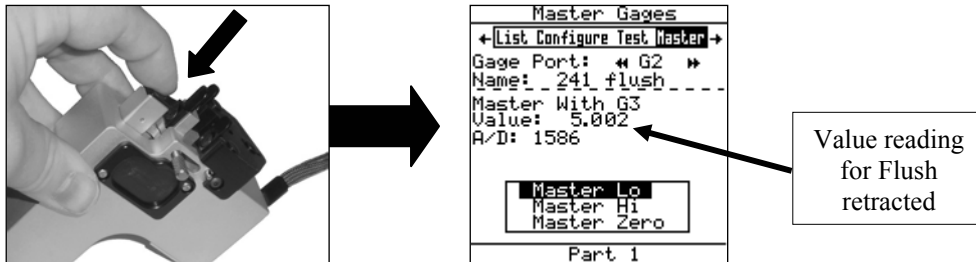 Master Gages
←List Configure Test Master→
Gage Port: ◀◀ G2 ▶▶
Name: 241 flush
Master With G3
Value: 5.002
A/D: 1586
Master Lo
Master Hi
Master Zero
Part 1
Value reading
for Flush
retracted